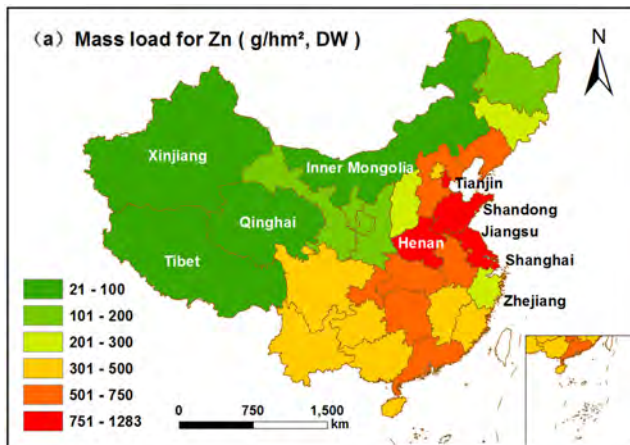 (a) Mass load for Zn ( g/hm², DW )
N
Xinjiang
Inner Mongolia
Tianjin
Qinghai
Shandong
Jiangsu
Henan
Tibet
Shanghai
Zhejiang
21 - 100
101 - 200
201 - 300
301 - 500
501 - 750
751 - 1283
0 750 1,500
km